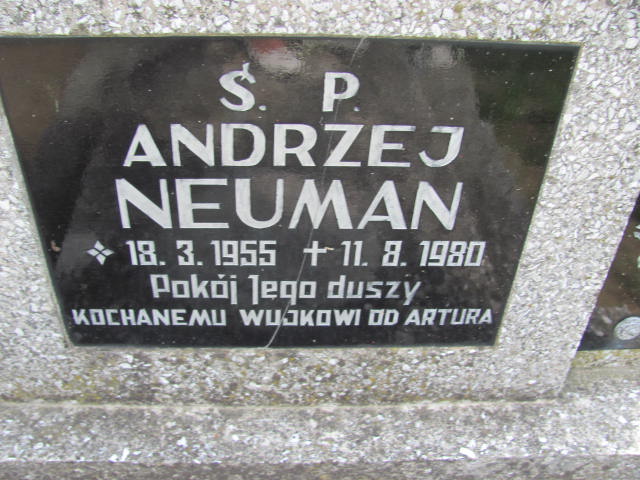 Ś. P.
ANDRZEJ
NEUMAN
18. 3. 1955 + 11. 8. 1980
Pokój Jego duszy
KOCHANEMU WUJKOWI OD ARTURA